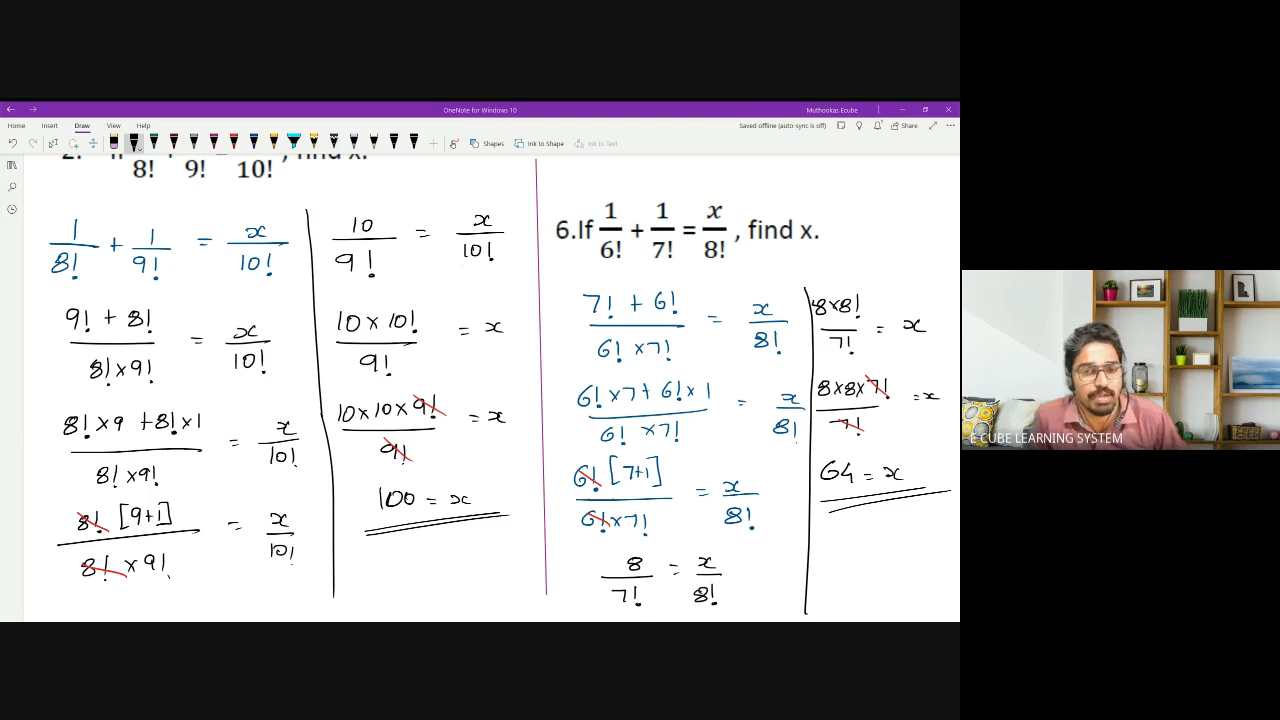 OneNote for Windows 10
Muthookas Ecube
Home Insert Draw View Help
Saved offline (auto-sync is off) Share
Shapes Ink to Shape Ink to Text
2. If 1/8! + 1/9! = x/10! , find x.
1/8! + 1/9! = x/10!
9! + 8! / 8! × 9! = x/10!
8! × 9 + 8! × 1 / 8! × 9! = x/10!
8! [9+1] / 8! × 9! = x/10!
10/9! = x/10!
10 × 10! / 9! = x
10 × 10 × 9! / 9! = x
100 = x
6.If 1/6! + 1/7! = x/8! , find x.
7! + 6! / 6! × 7! = x/8!
6! × 7 + 6! × 1 / 6! × 7! = x/8!
6! [7+1] / 6! × 7! = x/8!
8/7! = x/8!
8 × 8! / 7! = x
8 × 8 × 7! / 7! = x
64 = x
E CUBE LEARNING SYSTEM